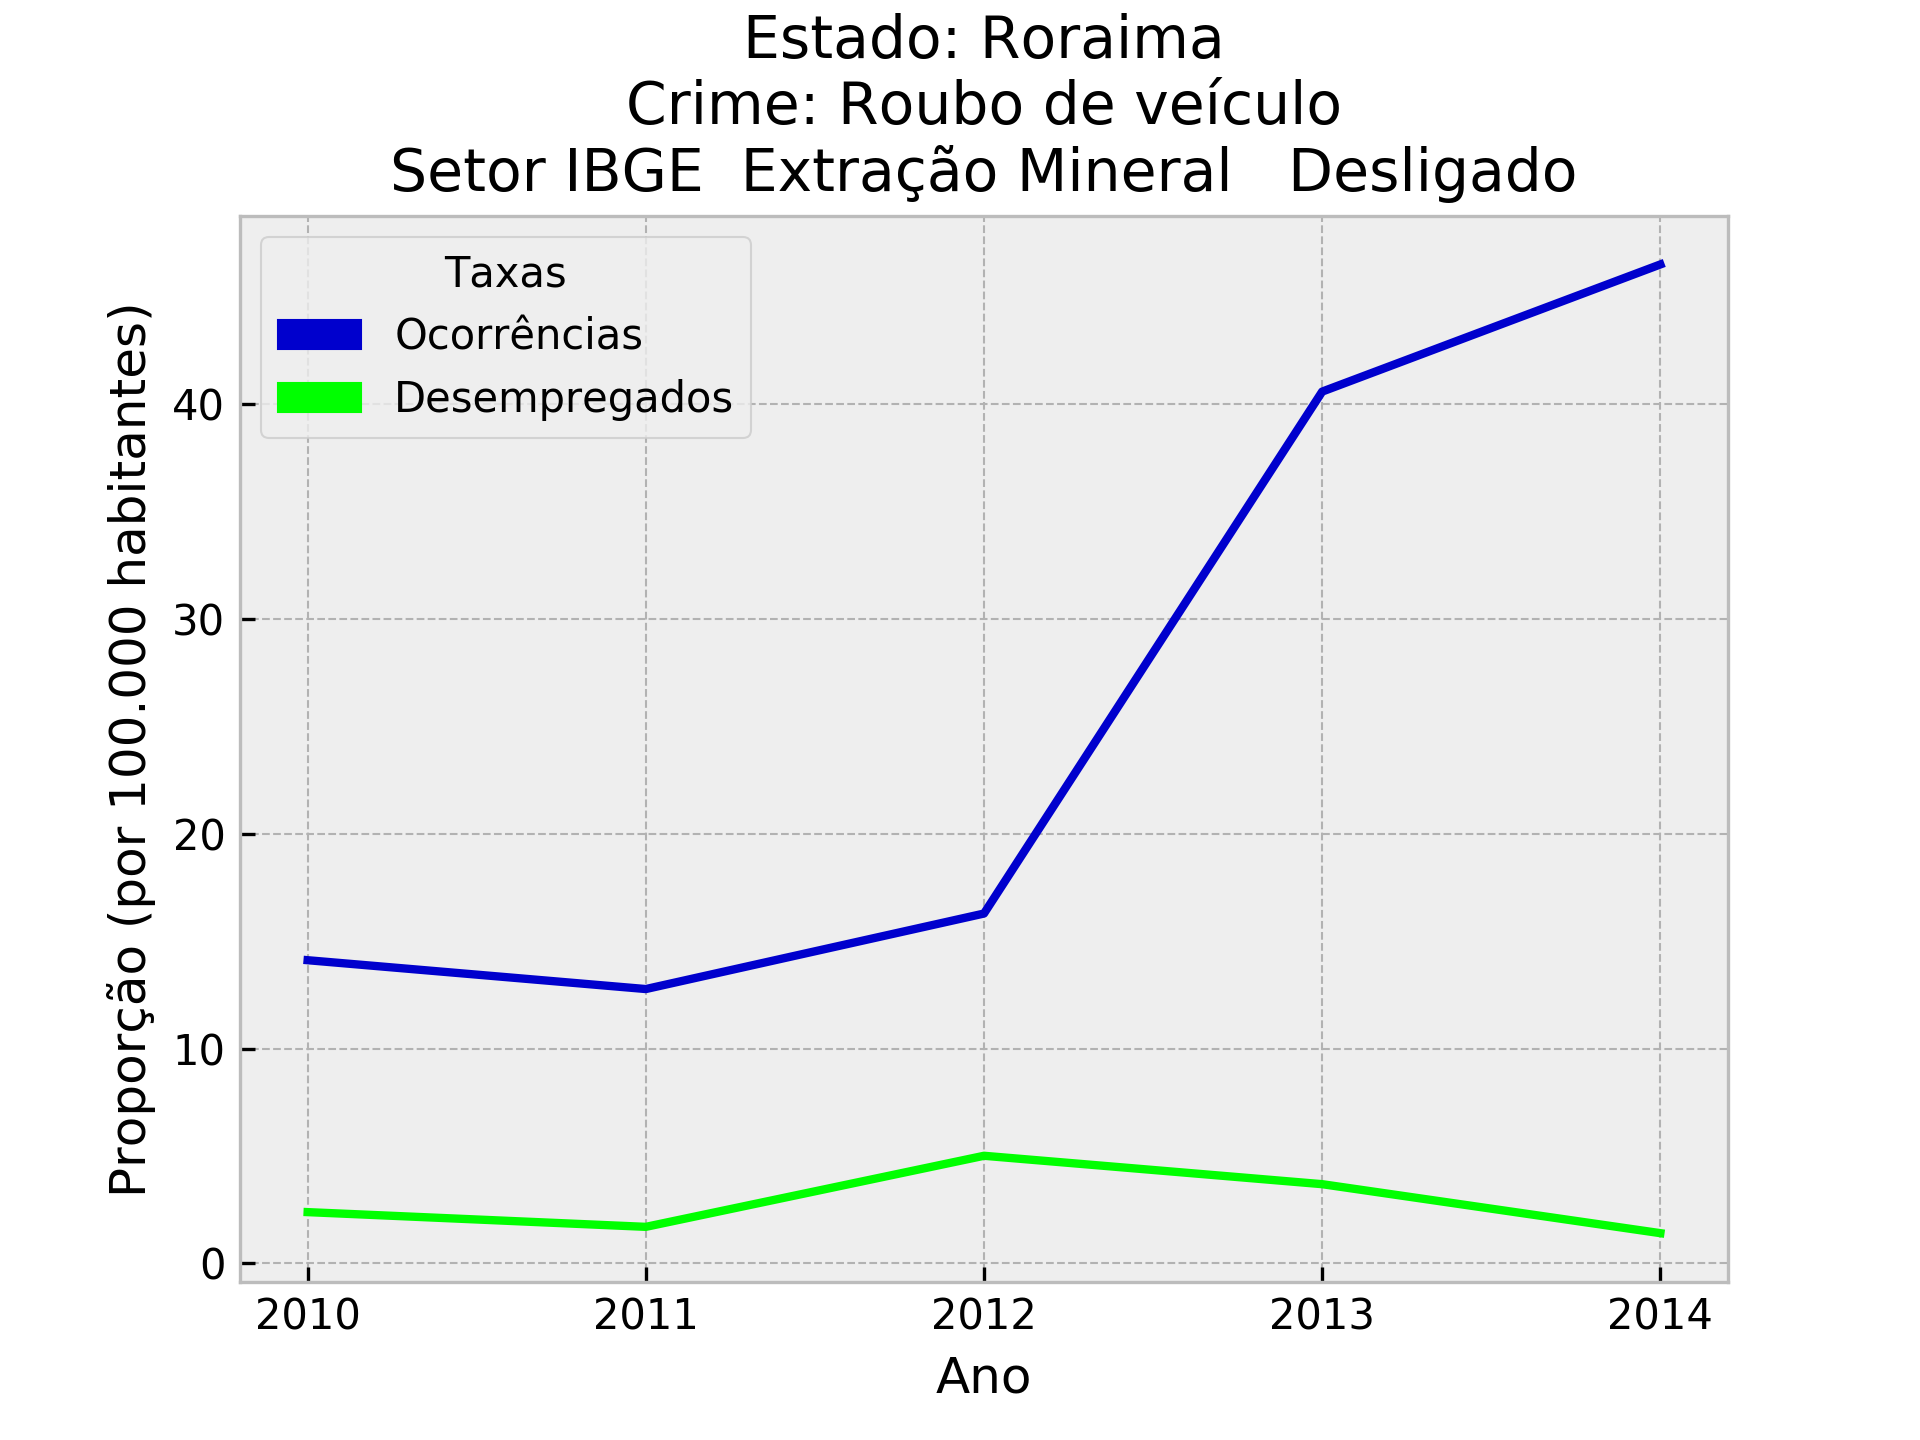 Estado: Roraima
Crime: Roubo de veículo
Setor IBGE  Extração Mineral   Desligado
Taxas
Ocorrências
Desempregados
Proporção (por 100.000 habitantes)
40
30
20
10
0
2010 2011 2012 2013 2014
Ano